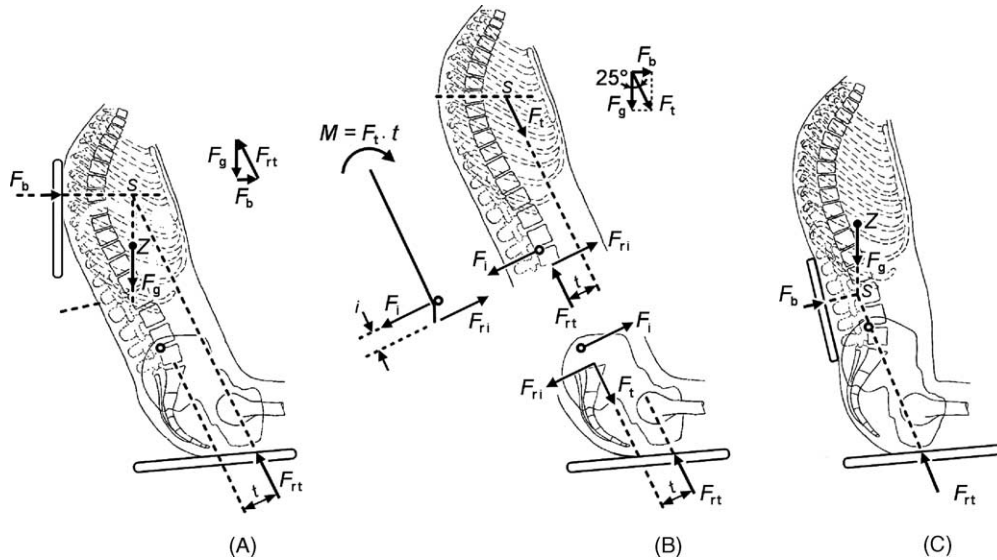 F_b
S
Z
F_g
F_g
F_rt
F_b
F_rt
t
(A)
M = F_t · t
F_i
F_ri
i
S
F_t
25°
F_b
F_g
F_t
F_i
F_ri
F_rt
t
F_i
F_ri
F_t
F_rt
t
(B)
Z
F_g
F_b
S
F_rt
(C)